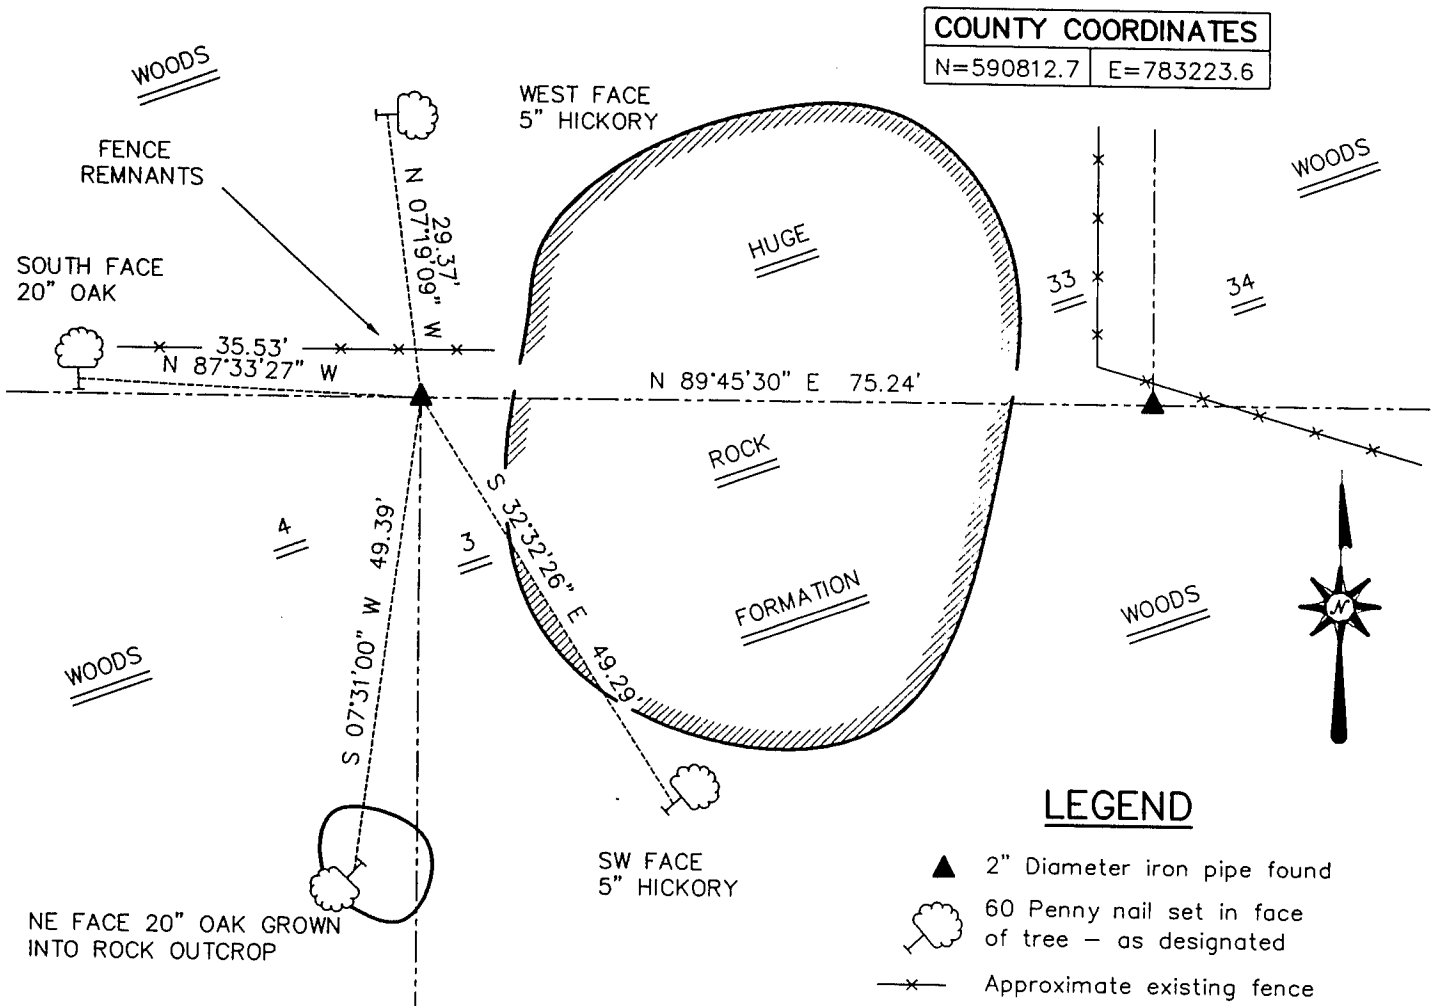 COUNTY COORDINATES
N=590812.7 E=783223.6
WOODS
WEST FACE
5" HICKORY
FENCE
REMNANTS
WOODS
N 07°19'09" W
29.37'
HUGE
SOUTH FACE
20" OAK
33
34
35.53'
N 87°33'27" W
N 89°45'30" E 75.24'
ROCK
S 32°32'26" E 49.29'
4
3
S 07°31'00" W 49.39'
FORMATION
WOODS
N
WOODS
LEGEND
SW FACE
5" HICKORY
2" Diameter iron pipe found
NE FACE 20" OAK GROWN
INTO ROCK OUTCROP
60 Penny nail set in face
of tree – as designated
Approximate existing fence